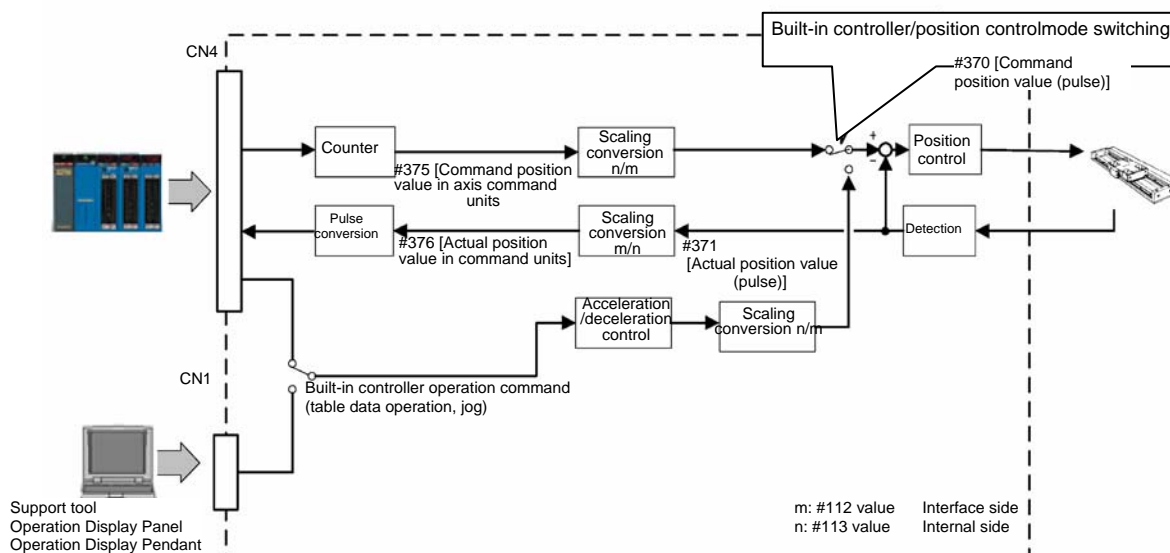 Built-in controller/position controlmode switching
CN4
#370 [Command
position value (pulse)]
Counter
Scaling
conversion
n/m
Position
control
#375 [Command position
value in axis command
units
Pulse
conversion
Scaling
conversion
m/n
Detection
#376 [Actual position
value in command units]
#371
[Actual position value
(pulse)]
Acceleration
/deceleration
control
Scaling
conversion n/m
CN1
Built-in controller operation command
(table data operation, jog)
Support tool
Operation Display Panel
Operation Display Pendant
m: #112 value Interface side
n: #113 value Internal side
+
−